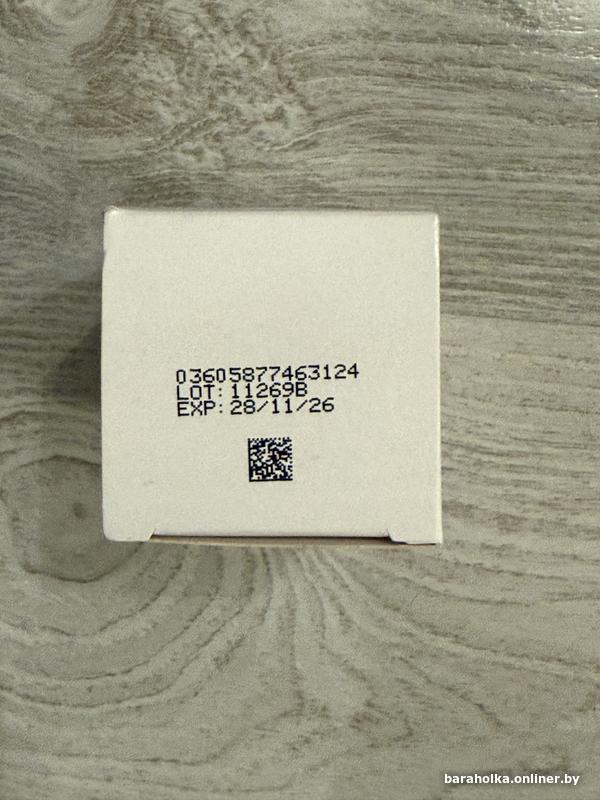 03605877463124
LOT: 11269B
EXP: 28/11/26
baraholka.onliner.by